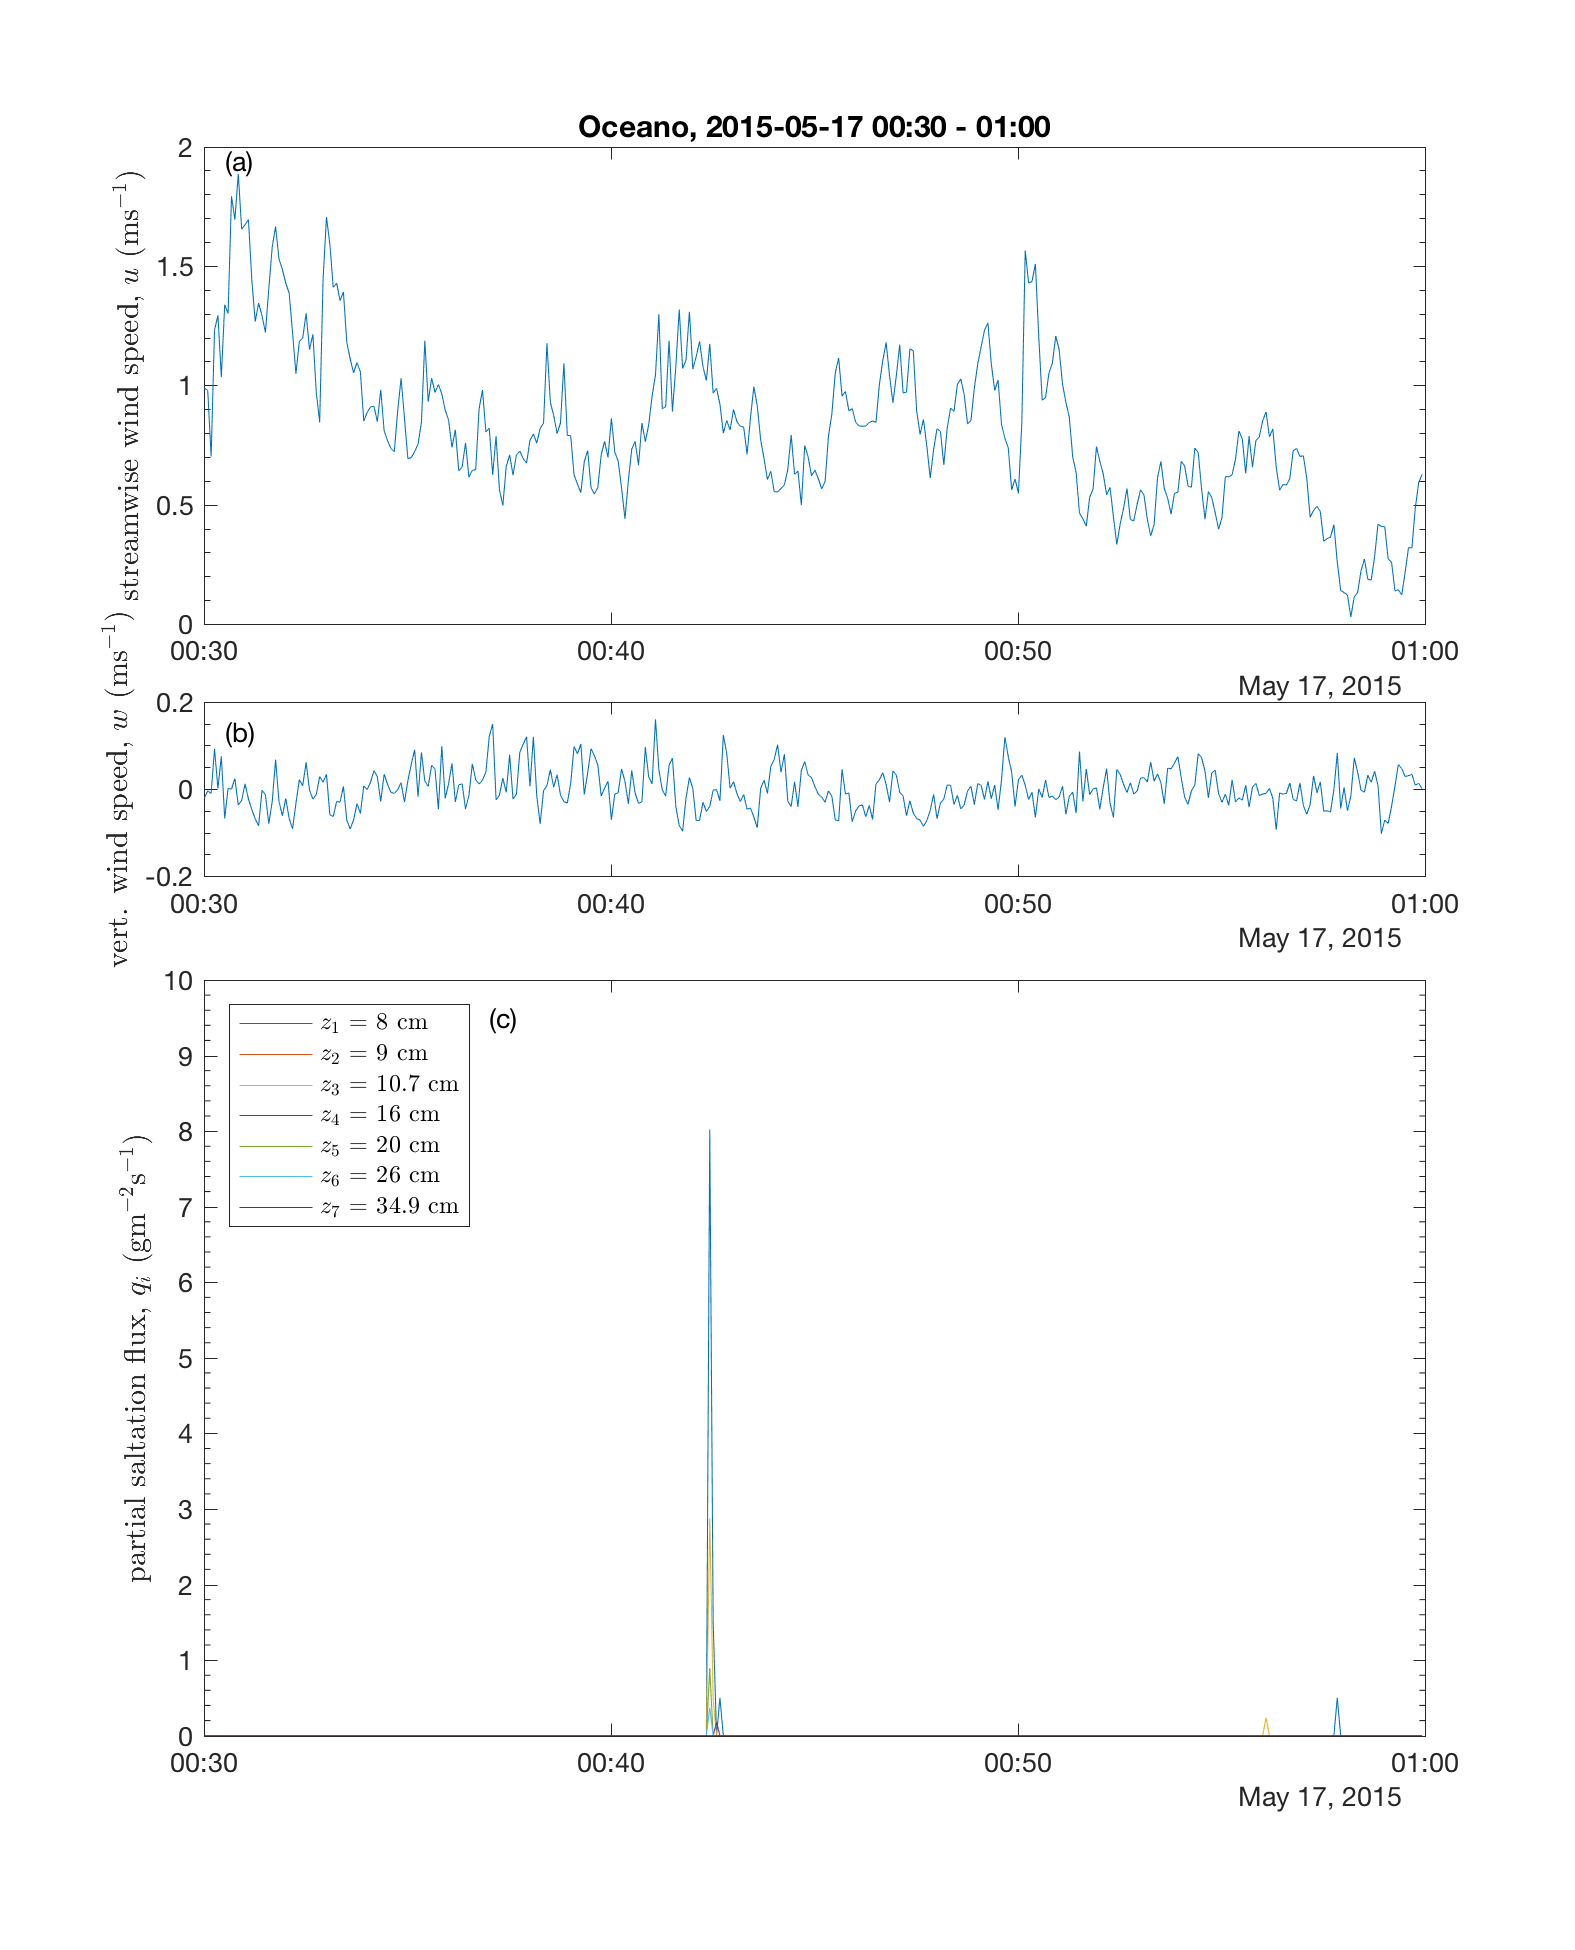 Oceano, 2015-05-17 00:30 - 01:00
(a)
streamwise wind speed, u (ms⁻¹)
2
1.5
1
0.5
0
00:30 00:40 00:50 01:00
May 17, 2015
(b)
vert. wind speed, w (ms⁻¹)
0.2
0
-0.2
00:30 00:40 00:50 01:00
May 17, 2015
(c)
partial saltation flux, qᵢ (gm⁻²s⁻¹)
10
9
8
7
6
5
4
3
2
1
0
z₁ = 8 cm
z₂ = 9 cm
z₃ = 10.7 cm
z₄ = 16 cm
z₅ = 20 cm
z₆ = 26 cm
z₇ = 34.9 cm
00:30 00:40 00:50 01:00
May 17, 2015